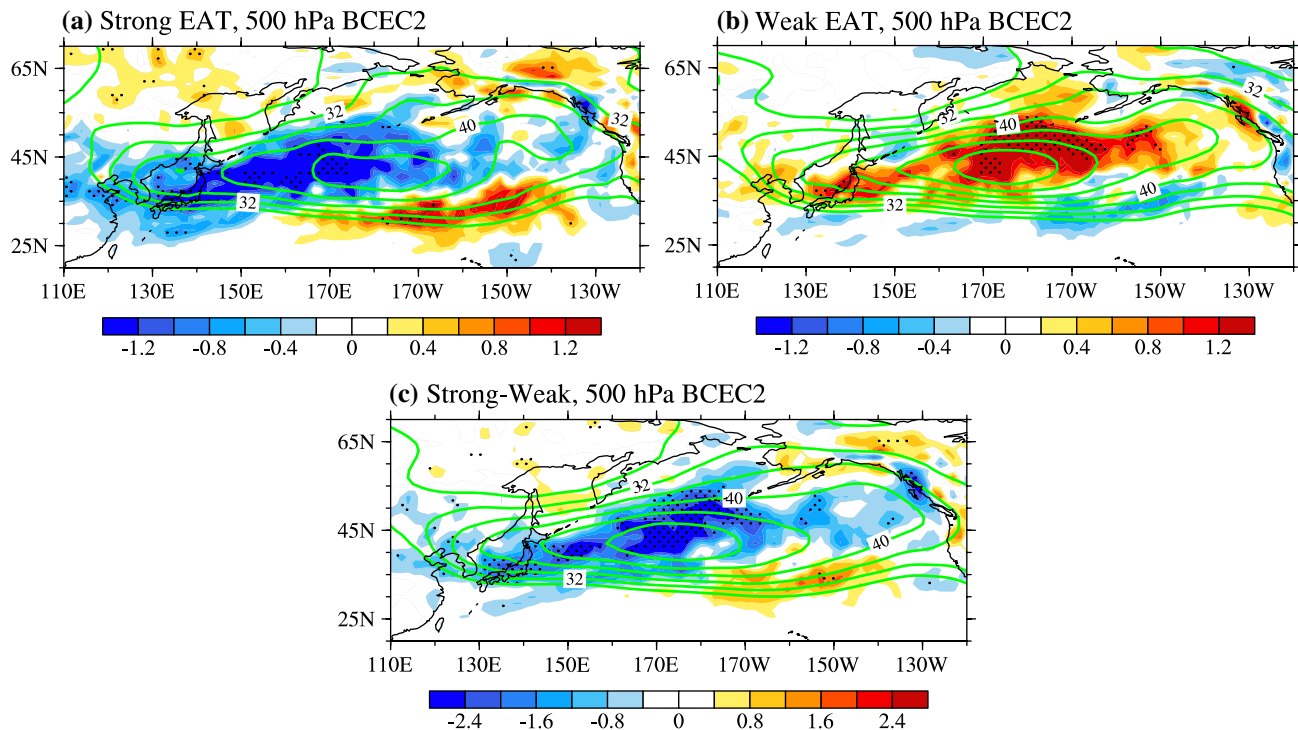 (a) Strong EAT, 500 hPa BCEC2
65N
45N
25N
32
40
32
32
110E 130E 150E 170E 170W 150W 130W
-1.2 -0.8 -0.4 0 0.4 0.8 1.2
(b) Weak EAT, 500 hPa BCEC2
65N
45N
25N
32
32
40
40
32
110E 130E 150E 170E 170W 150W 130W
-1.2 -0.8 -0.4 0 0.4 0.8 1.2
(c) Strong-Weak, 500 hPa BCEC2
65N
45N
25N
32
40
40
32
110E 130E 150E 170E 170W 150W 130W
-2.4 -1.6 -0.8 0 0.8 1.6 2.4